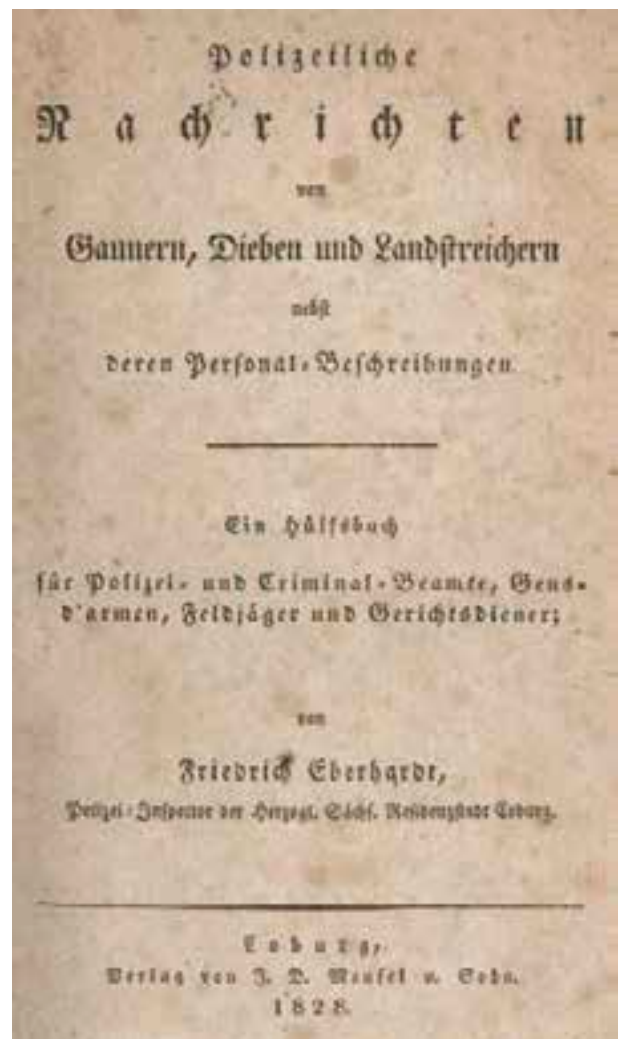 Polizeiliche
Nachrichten
von
Gaunern, Dieben und Landstreichern
nebst
deren Personal-Beschreibungen.
Ein Hülfsbuch
für Polizei- und Criminal-Beamte, Gens-
d'armen, Feldjäger und Gerichtsdiener;
von
Friedrich Eberhardt,
Polizei-Inspector der Herzogl. Sächs. Residenzstadt Coburg.
Coburg,
Verlag von J. D. Meusel u. Sohn.
1828.